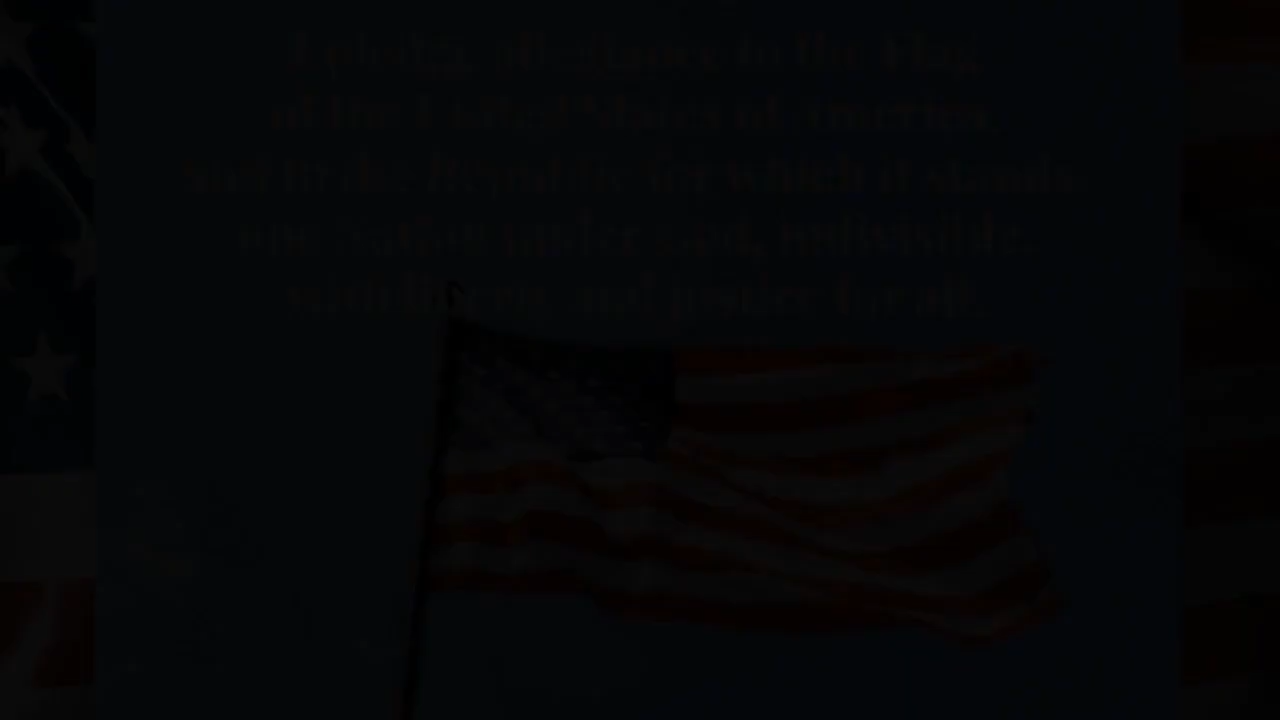 I pledge allegiance to the Flag
of the United States of America
and to the Republic for which it stands,
one nation under God, indivisible,
with liberty and justice for all.